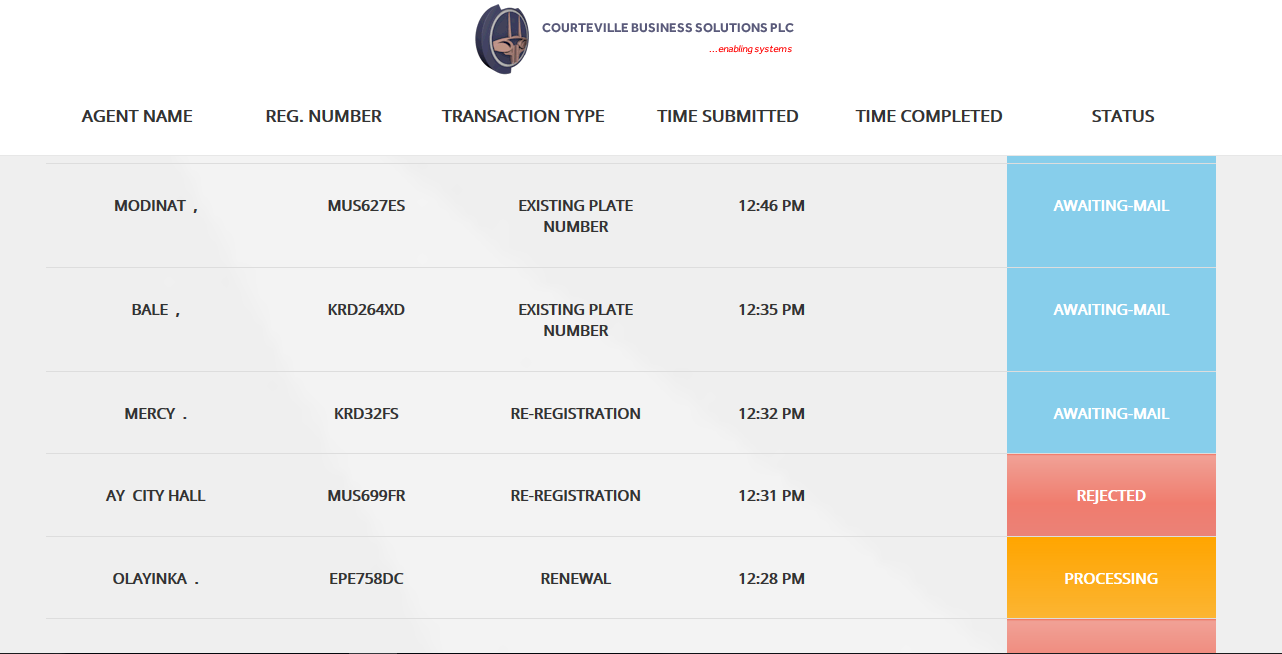 COURTEVILLE BUSINESS SOLUTIONS PLC
...enabling systems
AGENT NAME REG. NUMBER TRANSACTION TYPE TIME SUBMITTED TIME COMPLETED STATUS
MODINAT , MUS627ES EXISTING PLATE 12:46 PM AWAITING-MAIL
NUMBER
BALE , KRD264XD EXISTING PLATE 12:35 PM AWAITING-MAIL
NUMBER
MERCY . KRD32FS RE-REGISTRATION 12:32 PM AWAITING-MAIL
AY CITY HALL MUS699FR RE-REGISTRATION 12:31 PM REJECTED
OLAYINKA . EPE758DC RENEWAL 12:28 PM PROCESSING